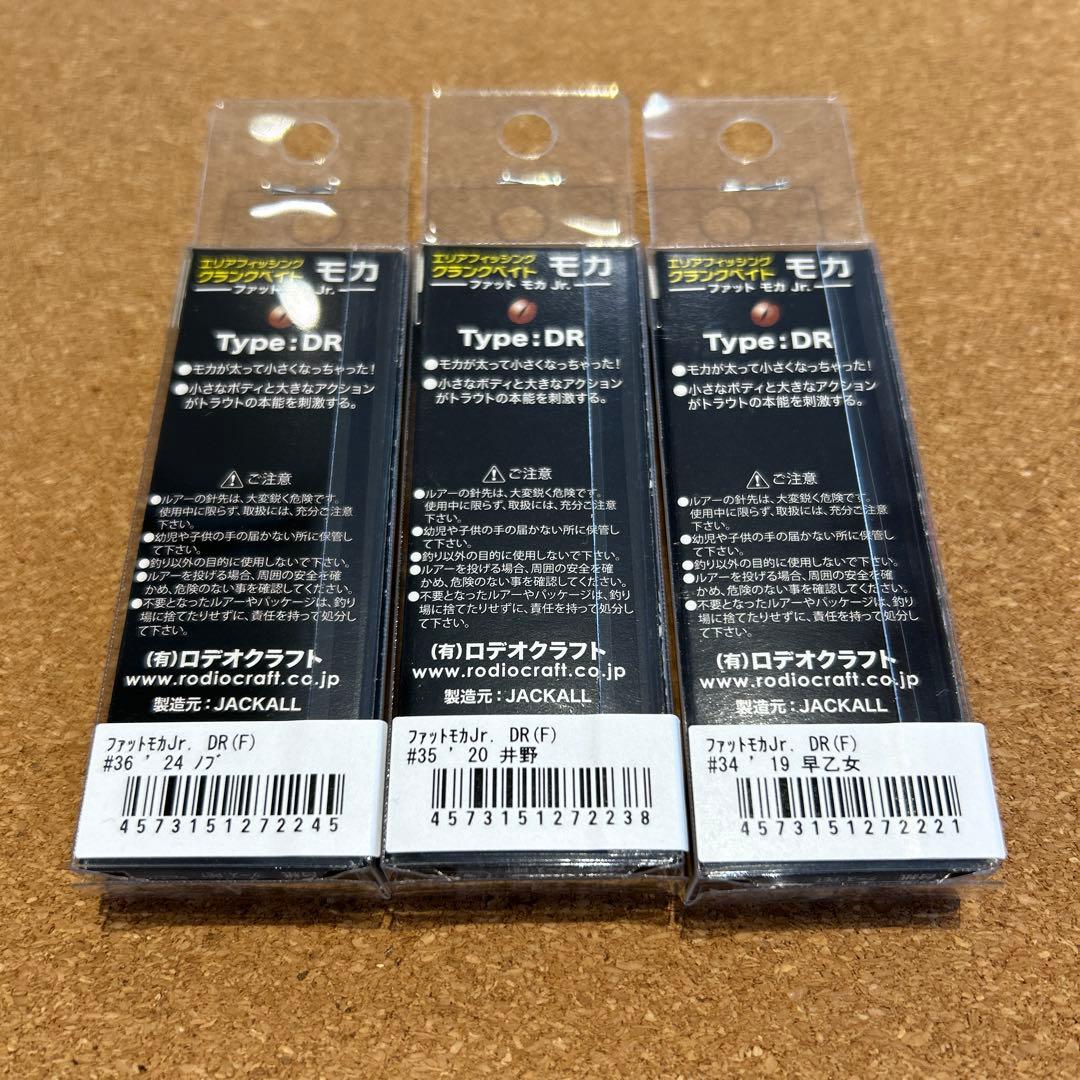 エリアフィッシング
クランクベイト モカ
ファット Jr.
Type:DR
●モカが太って小さくなっちゃった!
●小さなボディと大きなアクション
がトラウトの本能を刺激する。
⚠ご注意
●ルアーの針先は、大変鋭く危険です。
使用中に限らず、取扱には、充分ご注意
下さい。
●幼児や子供の手の届かない所に保管し
て下さい。
●釣り以外の目的に使用しないで下さい。
●ルアーを投げる場合、周囲の安全を確
かめ、危険のない事を確認してください。
●不要となったルアーやパッケージは、釣り
場に捨てたりせずに、責任を持って処分し
て下さい。
(有)ロデオクラフト
www.rodiocraft.co.jp
製造元:JACKALL
ファットモカJr. DR(F)
#36 ' 24 ノブ
4573151272245
エリアフィッシング
クランクベイト モカ
ファット モカ Jr.
Type:DR
●モカが太って小さくなっちゃった!
●小さなボディと大きなアクション
がトラウトの本能を刺激する。
⚠ご注意
●ルアーの針先は、大変鋭く危険です。
使用中に限らず、取扱には、充分ご注意
下さい。
●幼児や子供の手の届かない所に保管し
て下さい。
●釣り以外の目的に使用しないで下さい。
●ルアーを投げる場合、周囲の安全を確
かめ、危険のない事を確認してください。
●不要となったルアーやパッケージは、釣り
場に捨てたりせずに、責任を持って処分し
て下さい。
(有)ロデオクラフト
www.rodiocraft.co.jp
製造元:JACKALL
ファットモカJr. DR(F)
#35 ' 20 井野
4573151272238
エリアフィッシング
クランクベイト モカ
ファット モカ Jr.
Type:DR
●モカが太って小さくなっちゃった!
●小さなボディと大きなアクション
がトラウトの本能を刺激する。
⚠ご注意
●ルアーの針先は、大変鋭く危険です。
使用中に限らず、取扱には、充分ご注意
下さい。
●幼児や子供の手の届かない所に保管し
て下さい。
●釣り以外の目的に使用しないで下さい。
●ルアーを投げる場合、周囲の安全を確
かめ、危険のない事を確認してください。
●不要となったルアーやパッケージは、釣り
場に捨てたりせずに、責任を持って処分し
て下さい。
(有)ロデオクラフト
www.rodiocraft.co.jp
製造元:JACKALL
ファットモカJr. DR(F)
#34 ' 19 早乙女
4573151272221